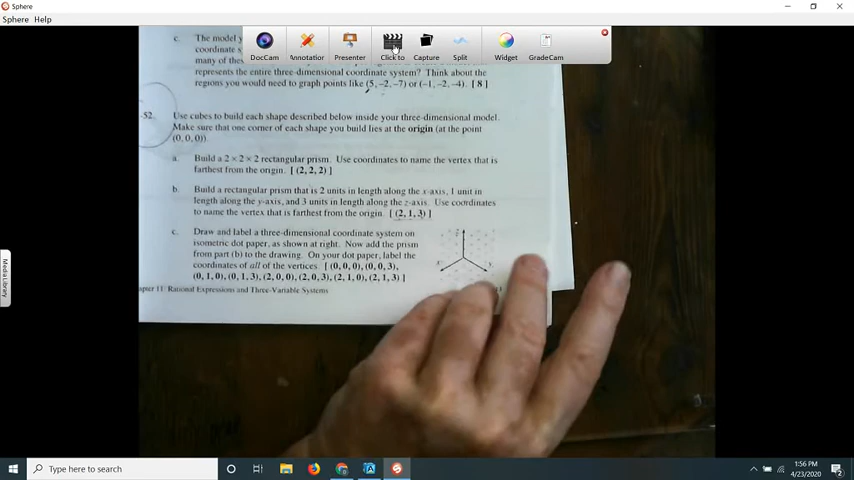 Sphere
Sphere Help
DocCam
Annotation
Presenter
Click to
Capture
Split
Widget
GradeCam
c. The model y
coordinate s
many of thes
represents the entire three-dimensional coordinate system? Think about the
regions you would need to graph points like (5, –2, –7) or (–1, –2, –4). [ 8 ]
-52. Use cubes to build each shape described below inside your three-dimensional model.
Make sure that one corner of each shape you build lies at the origin (at the point
(0, 0, 0)).
a. Build a 2 × 2 × 2 rectangular prism. Use coordinates to name the vertex that is
farthest from the origin. [ (2, 2, 2) ]
b. Build a rectangular prism that is 2 units in length along the x-axis, 1 unit in
length along the y-axis, and 3 units in length along the z-axis. Use coordinates
to name the vertex that is farthest from the origin. [ (2, 1, 3) ]
c. Draw and label a three-dimensional coordinate system on
isometric dot paper, as shown at right. Now add the prism
from part (b) to the drawing. On your dot paper, label the
coordinates of all of the vertices. [ (0, 0, 0), (0, 0, 3),
(0, 1, 0), (0, 1, 3), (2, 0, 0), (2, 0, 3), (2, 1, 0), (2, 1, 3) ]
z
x
y
apter 11: Rational Expressions and Three-Variable Systems
Media Library
Type here to search
1:56 PM
4/23/2020
2